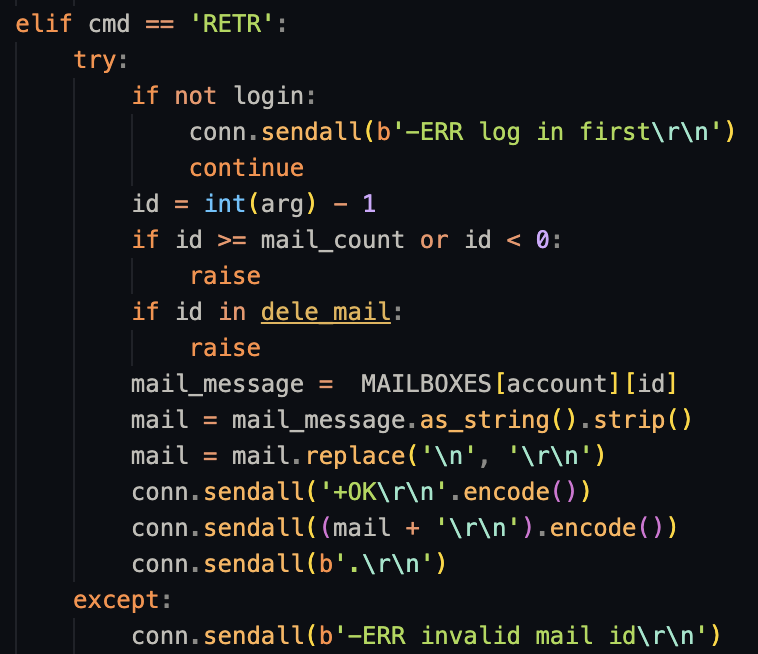 elif cmd == 'RETR':
    try:
        if not login:
            conn.sendall(b'-ERR log in first\r\n')
            continue
        id = int(arg) - 1
        if id >= mail_count or id < 0:
            raise
        if id in dele_mail:
            raise
        mail_message =  MAILBOXES[account][id]
        mail = mail_message.as_string().strip()
        mail = mail.replace('\n', '\r\n')
        conn.sendall('+OK\r\n'.encode())
        conn.sendall((mail + '\r\n').encode())
        conn.sendall(b'.\r\n')
    except:
        conn.sendall(b'-ERR invalid mail id\r\n')